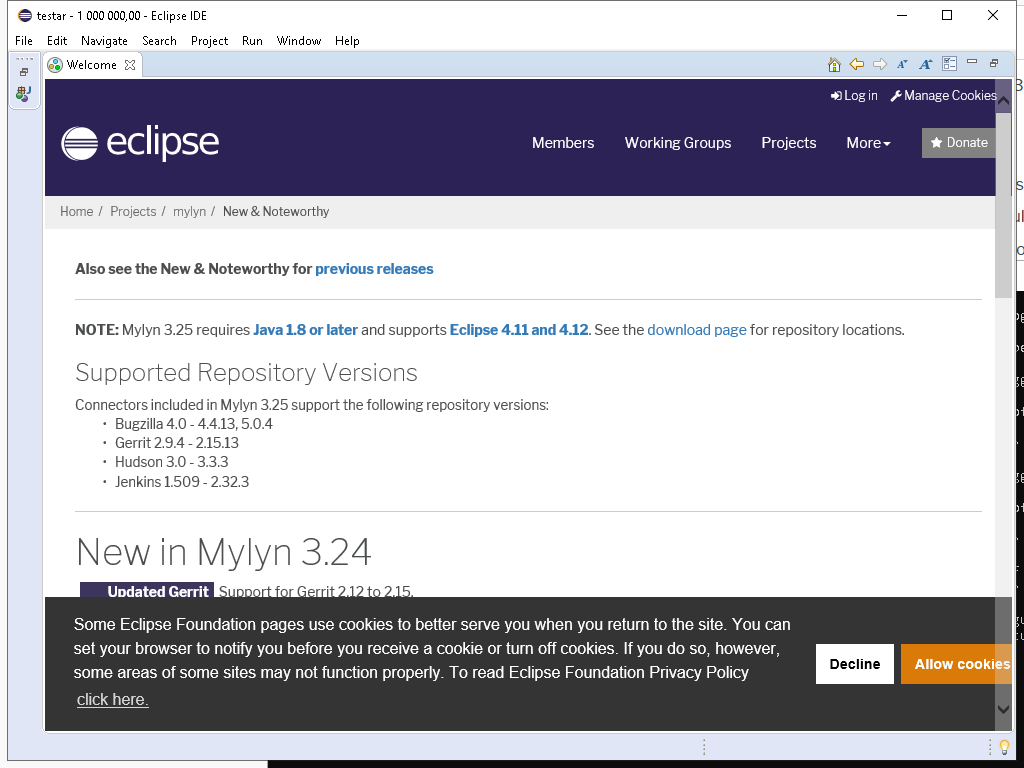 testar - 1 000 000,00 - Eclipse IDE
File Edit Navigate Search Project Run Window Help
Welcome
Log in Manage Cookies
eclipse
Members Working Groups Projects More Donate
Home / Projects / mylyn / New & Noteworthy
Also see the New & Noteworthy for previous releases
NOTE: Mylyn 3.25 requires Java 1.8 or later and supports Eclipse 4.11 and 4.12. See the download page for repository locations.
Supported Repository Versions
Connectors included in Mylyn 3.25 support the following repository versions:
• Bugzilla 4.0 - 4.4.13, 5.0.4
• Gerrit 2.9.4 - 2.15.13
• Hudson 3.0 - 3.3.3
• Jenkins 1.509 - 2.32.3
New in Mylyn 3.24
Updated Gerrit Support for Gerrit 2.12 to 2.15.
Some Eclipse Foundation pages use cookies to better serve you when you return to the site. You can
set your browser to notify you before you receive a cookie or turn off cookies. If you do so, however,
some areas of some sites may not function properly. To read Eclipse Foundation Privacy Policy
click here.
Decline Allow cookies